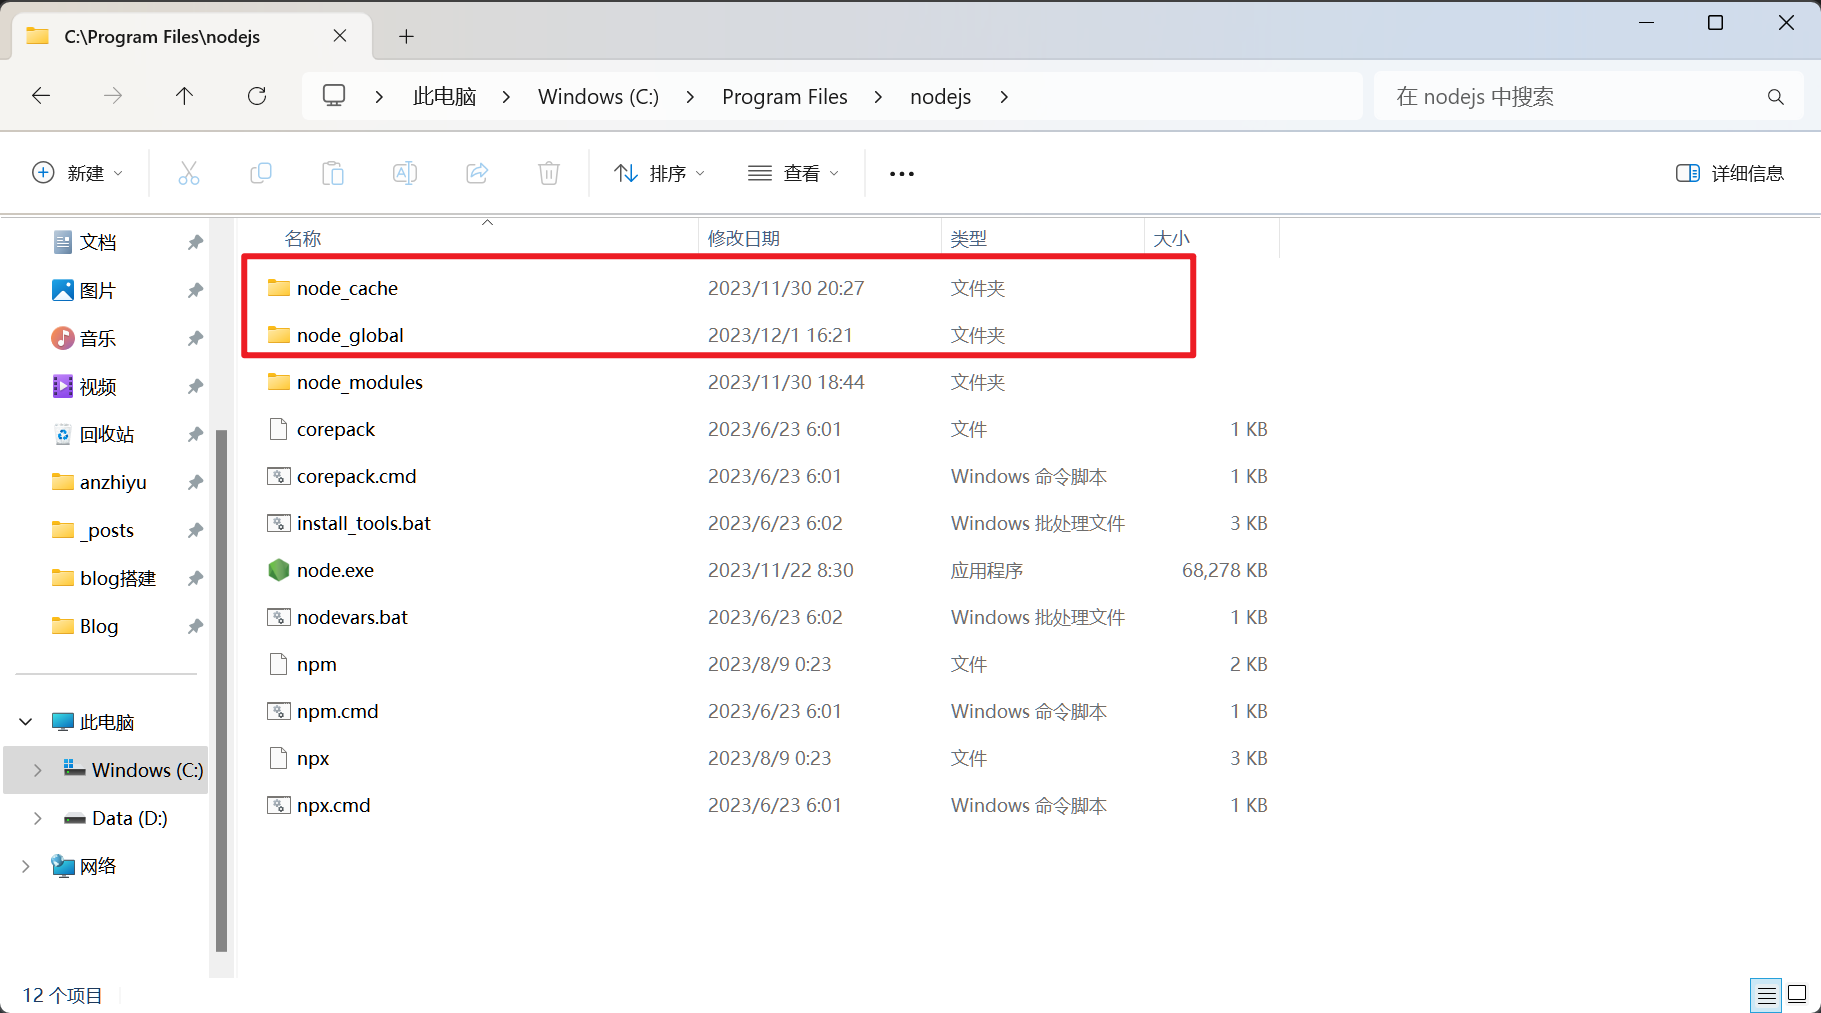 C:\Program Files\nodejs
此电脑 Windows (C:) Program Files nodejs
在 nodejs 中搜索
新建 排序 查看 详细信息
文档
图片
音乐
视频
回收站
anzhiyu
_posts
blog搭建
Blog
此电脑
Windows (C:)
Data (D:)
网络
名称 修改日期 类型 大小
node_cache 2023/11/30 20:27 文件夹
node_global 2023/12/1 16:21 文件夹
node_modules 2023/11/30 18:44 文件夹
corepack 2023/6/23 6:01 文件 1 KB
corepack.cmd 2023/6/23 6:01 Windows 命令脚本 1 KB
install_tools.bat 2023/6/23 6:02 Windows 批处理文件 3 KB
node.exe 2023/11/22 8:30 应用程序 68,278 KB
nodevars.bat 2023/6/23 6:02 Windows 批处理文件 1 KB
npm 2023/8/9 0:23 文件 2 KB
npm.cmd 2023/6/23 6:01 Windows 命令脚本 1 KB
npx 2023/8/9 0:23 文件 3 KB
npx.cmd 2023/6/23 6:01 Windows 命令脚本 1 KB
12 个项目